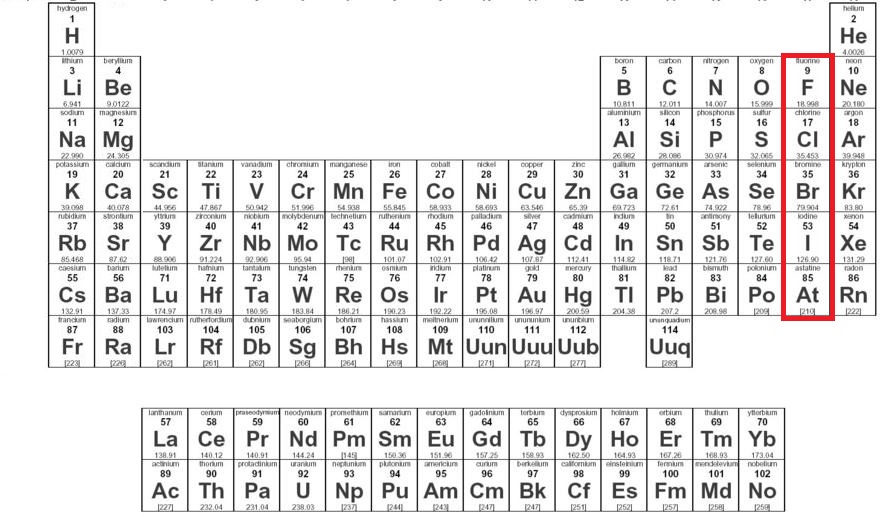 hydrogen helium
1 2
H He
1.0079 4.0026
lithium beryllium boron carbon nitrogen oxygen fluorine neon
3 4 5 6 7 8 9 10
Li Be B C N O F Ne
6.941 9.0122 10.811 12.011 14.007 15.999 18.998 20.180
sodium magnesium aluminium silicon phosphorus sulfur chlorine argon
11 12 13 14 15 16 17 18
Na Mg Al Si P S Cl Ar
22.990 24.305 26.982 28.086 30.974 32.065 35.453 39.948
potassium calcium scandium titanium vanadium chromium manganese iron cobalt nickel copper zinc gallium germanium arsenic selenium bromine krypton
19 20 21 22 23 24 25 26 27 28 29 30 31 32 33 34 35 36
K Ca Sc Ti V Cr Mn Fe Co Ni Cu Zn Ga Ge As Se Br Kr
39.098 40.078 44.956 47.867 50.942 51.996 54.938 55.845 58.933 58.693 63.546 65.39 69.723 72.61 74.922 78.96 79.904 83.80
rubidium strontium yttrium zirconium niobium molybdenum technetium ruthenium rhodium palladium silver cadmium indium tin antimony tellurium iodine xenon
37 38 39 40 41 42 43 44 45 46 47 48 49 50 51 52 53 54
Rb Sr Y Zr Nb Mo Tc Ru Rh Pd Ag Cd In Sn Sb Te I Xe
85.468 87.62 88.906 91.224 92.906 95.94 [98] 101.07 102.91 106.42 107.87 112.41 114.82 118.71 121.76 127.60 126.90 131.29
caesium barium lutetium hafnium tantalum tungsten rhenium osmium iridium platinum gold mercury thallium lead bismuth polonium astatine radon
55 56 71 72 73 74 75 76 77 78 79 80 81 82 83 84 85 86
Cs Ba Lu Hf Ta W Re Os Ir Pt Au Hg Tl Pb Bi Po At Rn
132.91 137.33 174.97 178.49 180.95 183.84 186.21 190.23 192.22 195.08 196.97 200.59 204.38 207.2 208.98 [209] [210] [222]
francium radium lawrencium rutherfordium dubnium seaborgium bohrium hassium meitnerium ununnilium unununium ununbium ununquadium
87 88 103 104 105 106 107 108 109 110 111 112 114
Fr Ra Lr Rf Db Sg Bh Hs Mt Uun Uuu Uub Uuq
[223] [226] [262] [261] [262] [266] [264] [269] [268] [271] [272] [277] [289]
lanthanum cerium praseodymium neodymium promethium samarium europium gadolinium terbium dysprosium holmium erbium thulium ytterbium
57 58 59 60 61 62 63 64 65 66 67 68 69 70
La Ce Pr Nd Pm Sm Eu Gd Tb Dy Ho Er Tm Yb
138.91 140.12 140.91 144.24 [145] 150.36 151.96 157.25 158.93 162.50 164.93 167.26 168.93 173.04
actinium thorium protactinium uranium neptunium plutonium americium curium berkelium californium einsteinium fermium mendelevium nobelium
89 90 91 92 93 94 95 96 97 98 99 100 101 102
Ac Th Pa U Np Pu Am Cm Bk Cf Es Fm Md No
[227] 232.04 231.04 238.03 [237] [244] [243] [247] [247] [251] [252] [257] [258] [259]